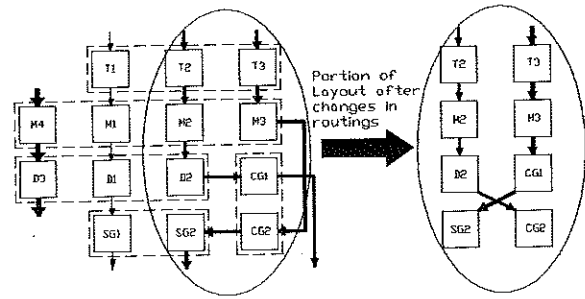 T1 T2 T3 T2 T3
Portion of
Layout after
changes in
routings
M4 M1 M2 M3 M2 M3
D3 D1 D2 CG1 D2 CG1
SG1 SG2 CG2 SG2 CG2